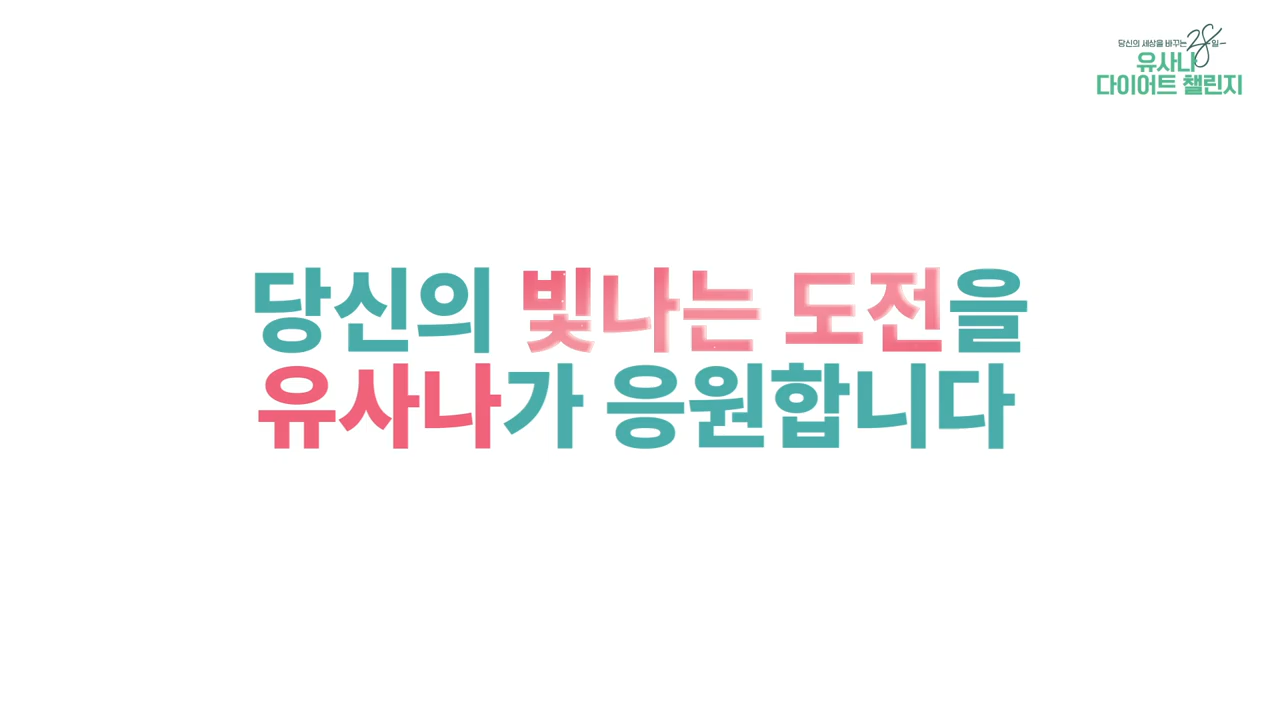 당신의 세상을 바꾸는 28일
유사나
다이어트 챌린지
당신의 빛나는 도전을
유사나가 응원합니다